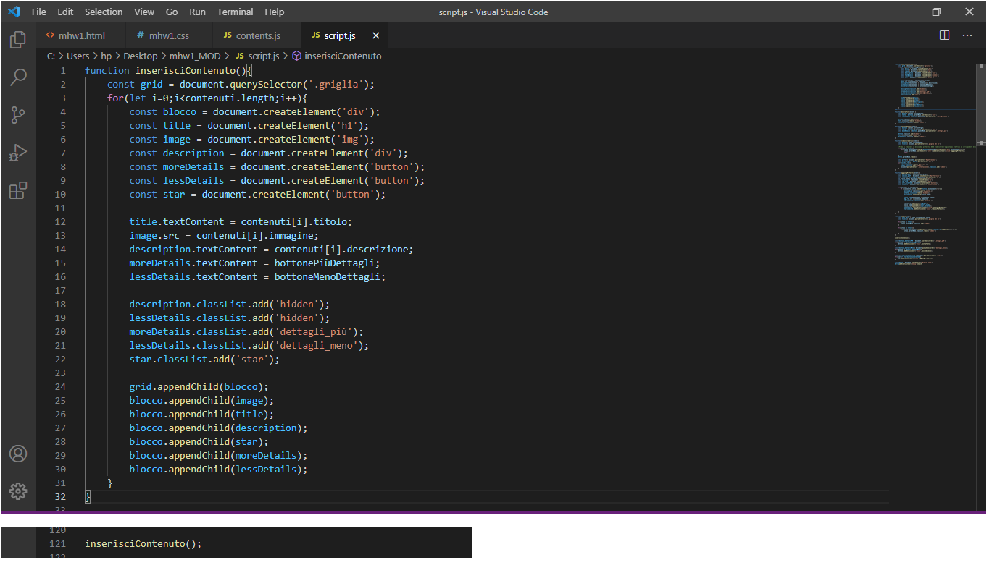 File Edit Selection View Go Run Terminal Help script.js - Visual Studio Code
<> mhw1.html # mhw1.css JS contents.js JS script.js ×
C: > Users > hp > Desktop > mhw1_MOD > JS script.js > inserisciContenuto
1 function inserisciContenuto(){
2 const grid = document.querySelector('.griglia');
3 for(let i=0;i<contenuti.length;i++){
4 const blocco = document.createElement('div');
5 const title = document.createElement('h1');
6 const image = document.createElement('img');
7 const description = document.createElement('div');
8 const moreDetails = document.createElement('button');
9 const lessDetails = document.createElement('button');
10 const star = document.createElement('button');
11
12 title.textContent = contenuti[i].titolo;
13 image.src = contenuti[i].immagine;
14 description.textContent = contenuti[i].descrizione;
15 moreDetails.textContent = bottonePiùDettagli;
16 lessDetails.textContent = bottoneMenoDettagli;
17
18 description.classList.add('hidden');
19 lessDetails.classList.add('hidden');
20 moreDetails.classList.add('dettagli_più');
21 lessDetails.classList.add('dettagli_meno');
22 star.classList.add('star');
23
24 grid.appendChild(blocco);
25 blocco.appendChild(image);
26 blocco.appendChild(title);
27 blocco.appendChild(description);
28 blocco.appendChild(star);
29 blocco.appendChild(moreDetails);
30 blocco.appendChild(lessDetails);
31 }
32 }
33
120
121 inserisciContenuto();
122